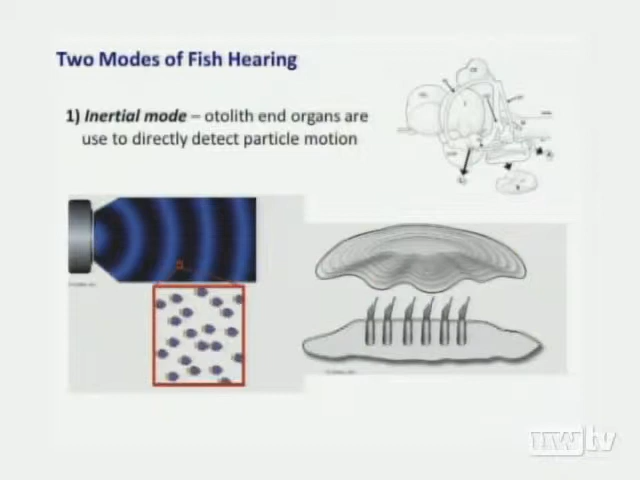 Two Modes of Fish Hearing
1) Inertial mode – otolith end organs are
use to directly detect particle motion
uwtv